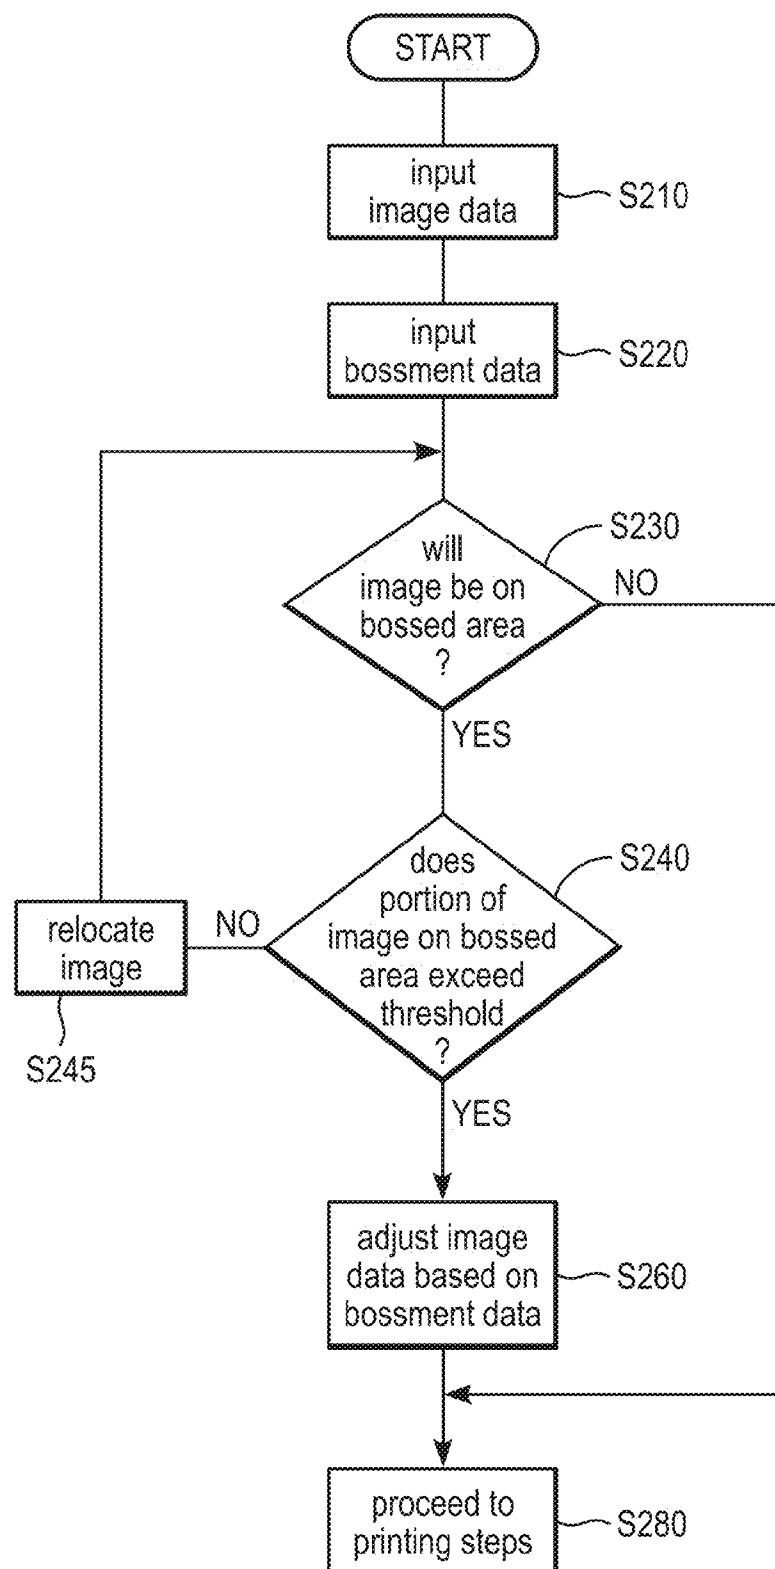 START
input
image data
S210
input
bossment data
S220
will
image be on
bossed area
?
S230
NO
YES
does
portion of
image on bossed
area exceed
threshold
?
S240
NO
relocate
image
S245
YES
adjust image
data based on
bossment data
S260
proceed to
printing steps
S280